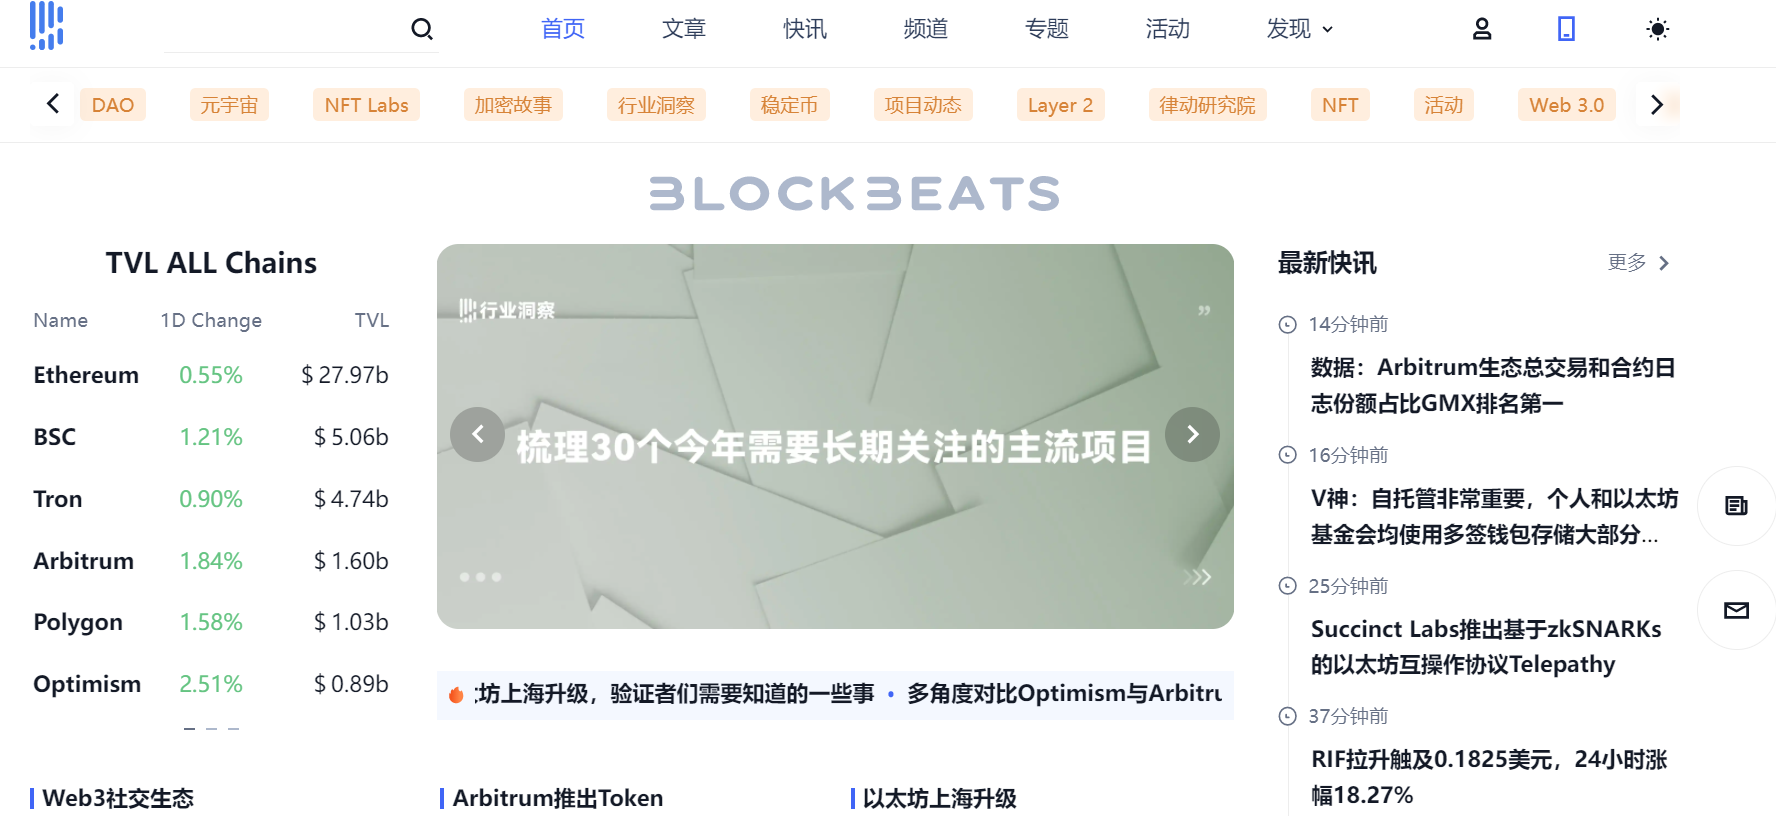 首页 文章 快讯 频道 专题 活动 发现
DAO 元宇宙 NFT Labs 加密故事 行业洞察 稳定币 项目动态 Layer 2 律动研究院 NFT 活动 Web 3.0
BLOCKBEATS
TVL ALL Chains
Name 1D Change TVL
Ethereum 0.55% $ 27.97b
BSC 1.21% $ 5.06b
Tron 0.90% $ 4.74b
Arbitrum 1.84% $ 1.60b
Polygon 1.58% $ 1.03b
Optimism 2.51% $ 0.89b
行业洞察
梳理30个今年需要长期关注的主流项目
坊上海升级，验证者们需要知道的一些事 • 多角度对比Optimism与Arbitru
最新快讯 更多
14分钟前
数据：Arbitrum生态总交易和合约日
志份额占比GMX排名第一
16分钟前
V神：自托管非常重要，个人和以太坊
基金会均使用多签钱包存储大部分...
25分钟前
Succinct Labs推出基于zkSNARKs
的以太坊互操作协议Telepathy
37分钟前
RIF拉升触及0.1825美元，24小时涨
幅18.27%
Web3社交生态
Arbitrum推出Token
以太坊上海升级